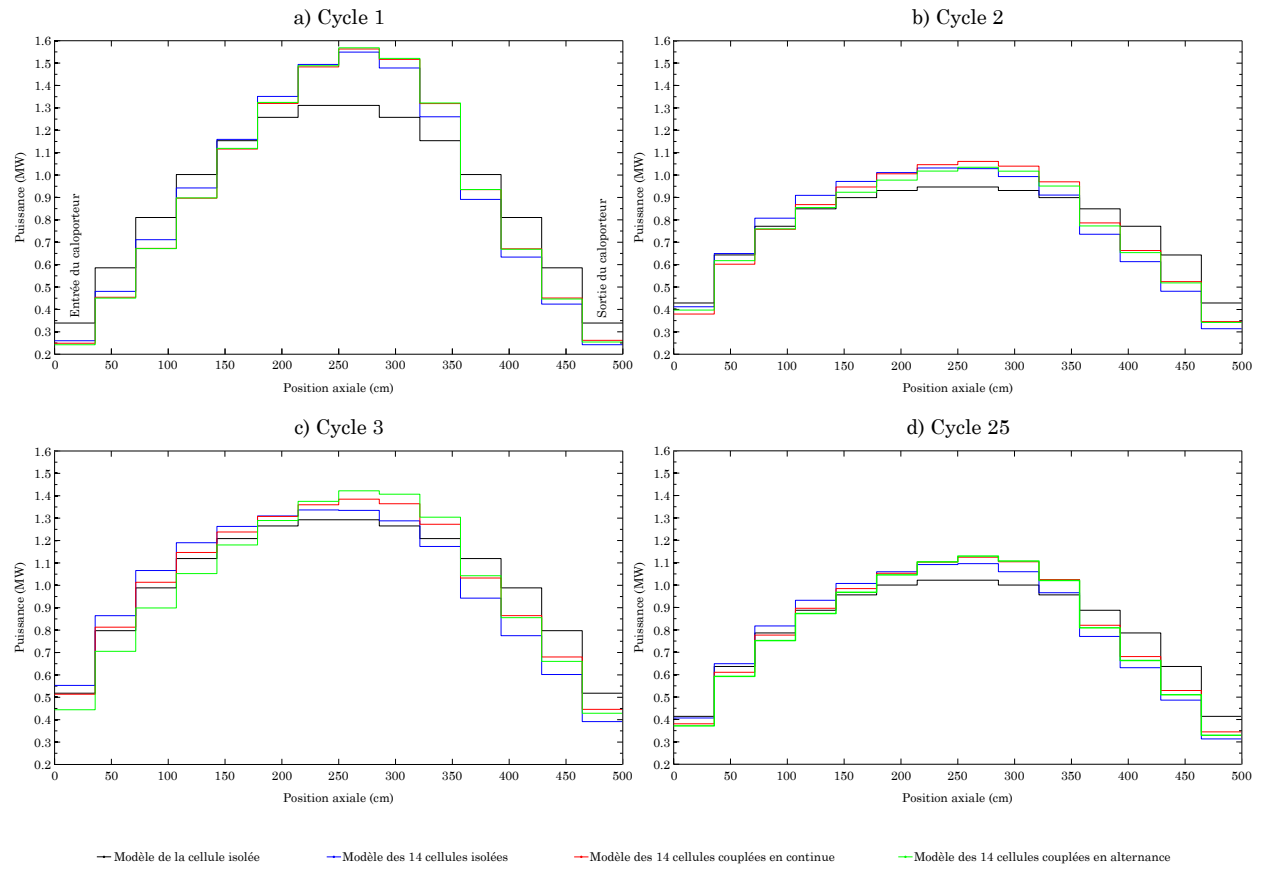 a) Cycle 1
b) Cycle 2
1.6
1.5
1.4
1.3
1.2
1.1
1.0
0.9
0.8
0.7
0.6
0.5
0.4
0.3
0.2
Puissance (MW)
Entrée du caloporteur
Sortie du caloporteur
0 50 100 150 200 250 300 350 400 450 500
Position axiale (cm)
1.6
1.5
1.4
1.3
1.2
1.1
1.0
0.9
0.8
0.7
0.6
0.5
0.4
0.3
0.2
Puissance (MW)
0 50 100 150 200 250 300 350 400 450 500
Position axiale (cm)
c) Cycle 3
d) Cycle 25
1.6
1.5
1.4
1.3
1.2
1.1
1.0
0.9
0.8
0.7
0.6
0.5
0.4
0.3
0.2
Puissance (MW)
0 50 100 150 200 250 300 350 400 450 500
Position axiale (cm)
1.6
1.5
1.4
1.3
1.2
1.1
1.0
0.9
0.8
0.7
0.6
0.5
0.4
0.3
0.2
Puissance (MW)
0 50 100 150 200 250 300 350 400 450 500
Position axiale (cm)
Modèle de la cellule isolée
Modèle des 14 cellules isolées
Modèle des 14 cellules couplées en continue
Modèle des 14 cellules couplées en alternance